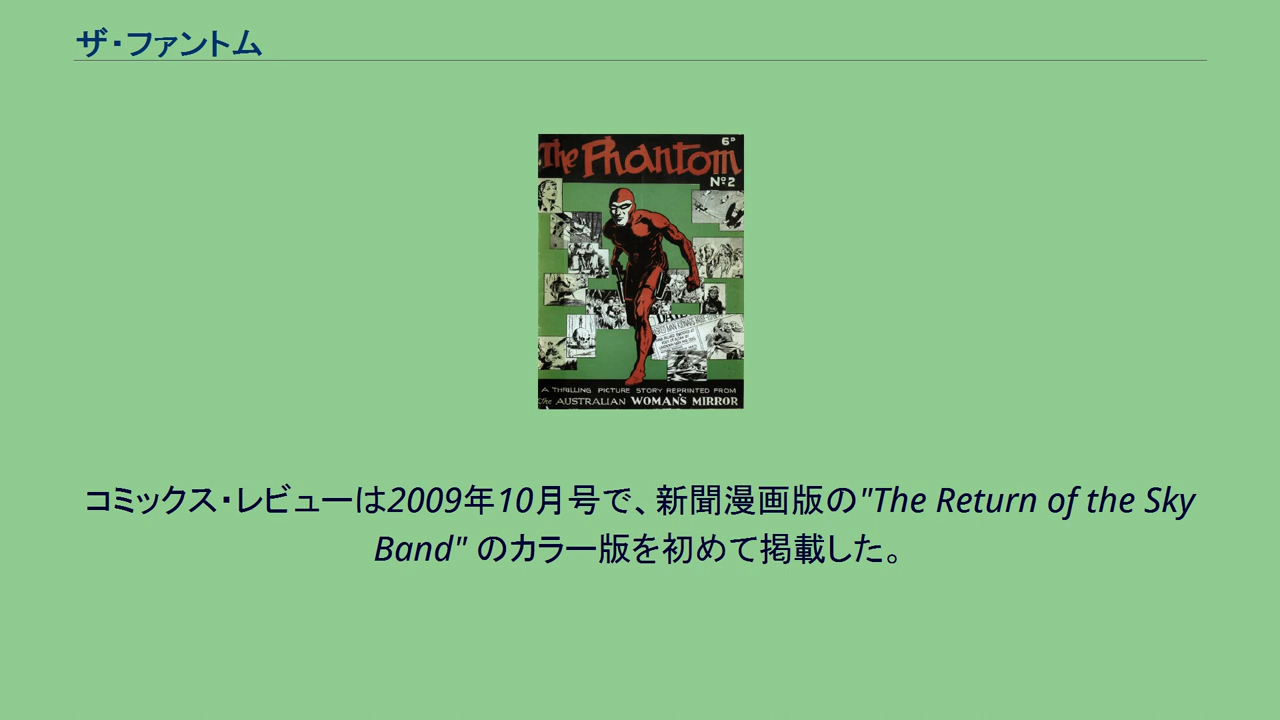 ザ・ファントム
The Phantom
6ᴰ
Nº2
A THRILLING PICTURE STORY REPRINTED FROM
The AUSTRALIAN WOMAN'S MIRROR
コミックス・レビューは2009年10月号で、新聞漫画版の"The Return of the Sky
Band" のカラー版を初めて掲載した。